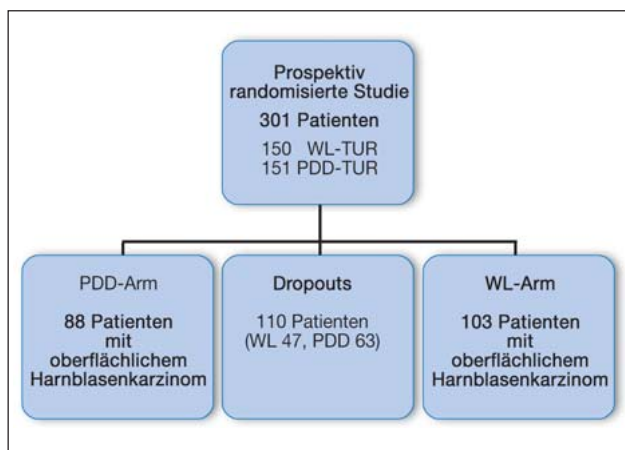 Prospektiv
randomisierte Studie
301 Patienten
150 WL-TUR
151 PDD-TUR
PDD-Arm
88 Patienten
mit
oberflächlichem
Harnblasenkarzinom
Dropouts
110 Patienten
(WL 47, PDD 63)
WL-Arm
103 Patienten
mit
oberflächlichem
Harnblasenkarzinom